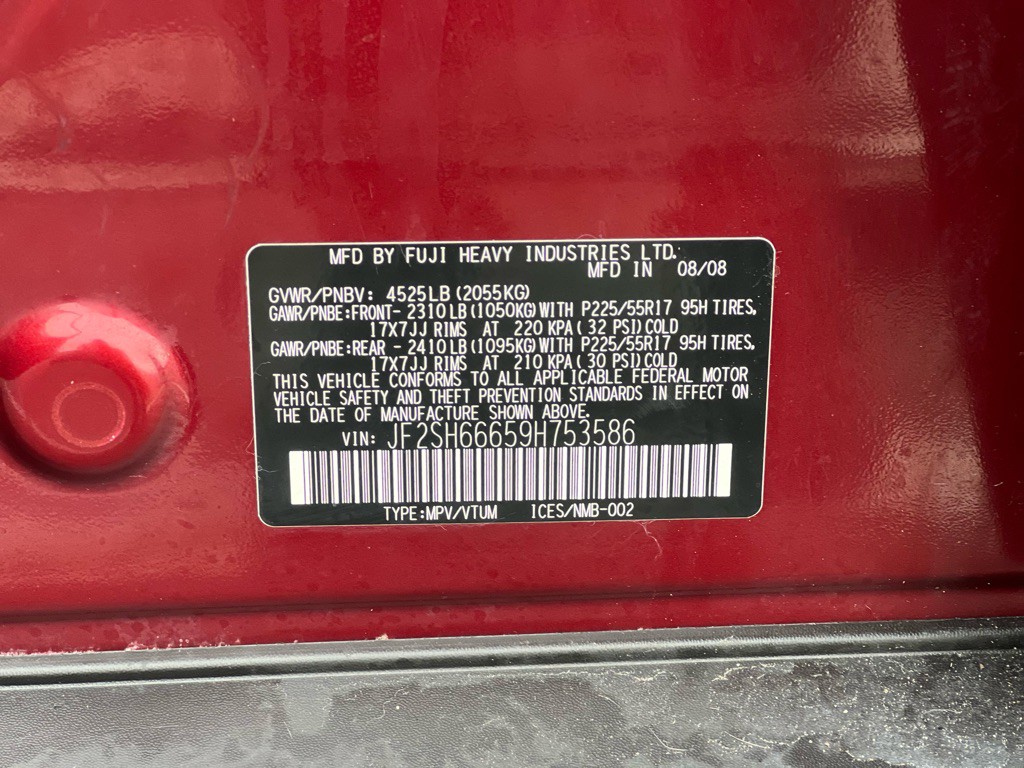 MFD BY FUJI HEAVY INDUSTRIES LTD.
MFD IN 08/08
GVWR/PNBV: 4525LB (2055KG)
GAWR/PNBE:FRONT- 2310LB (1050KG) WITH P225/55R17 95H TIRES,
17X7JJ RIMS AT 220 KPA ( 32 PSI) COLD
GAWR/PNBE:REAR - 2410LB (1095KG) WITH P225/55R17 95H TIRES,
17X7JJ RIMS AT 210 KPA ( 30 PSI) COLD
THIS VEHICLE CONFORMS TO ALL APPLICABLE FEDERAL MOTOR
VEHICLE SAFETY AND THEFT PREVENTION STANDARDS IN EFFECT ON
THE DATE OF MANUFACTURE SHOWN ABOVE.
VIN: JF2SH66659H753586
TYPE:MPV/VTUM ICES/NMB-002